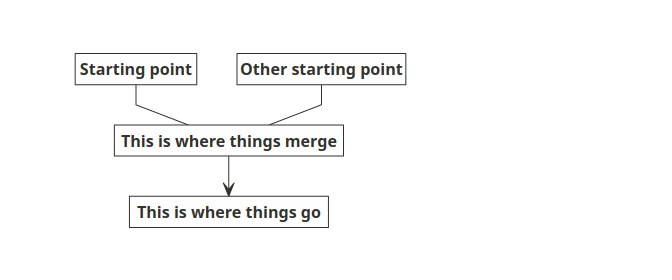 Starting point
Other starting point
This is where things merge
This is where things go